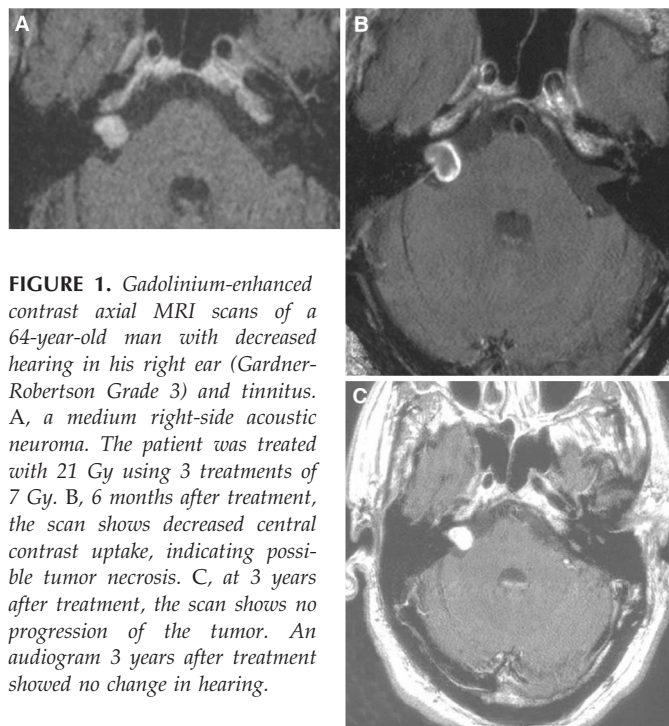 A
B
FIGURE 1. Gadolinium-enhanced
contrast axial MRI scans of a
64-year-old man with decreased
hearing in his right ear (Gardner-
Robertson Grade 3) and tinnitus.
A, a medium right-side acoustic
neuroma. The patient was treated
with 21 Gy using 3 treatments of
7 Gy. B, 6 months after treatment,
the scan shows decreased central
contrast uptake, indicating possi-
ble tumor necrosis. C, at 3 years
after treatment, the scan shows no
progression of the tumor. An
audiogram 3 years after treatment
showed no change in hearing.
C